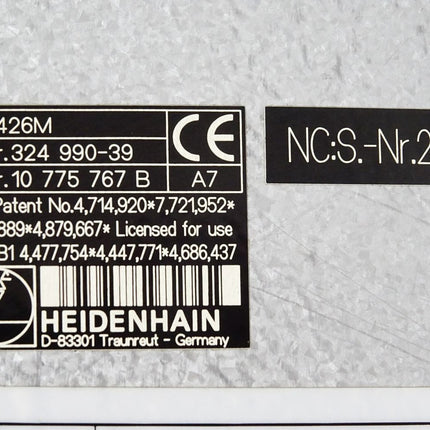 426M
r.324 990-39
r.10 775 767 B A7
CE
Patent No.4,714,920*7,721,952*
889*4,879,667* Licensed for use
B1 4,477,754*4,447,771*4,686,437
HEIDENHAIN
D-83301 Traunreut - Germany
NC:S.-Nr.2